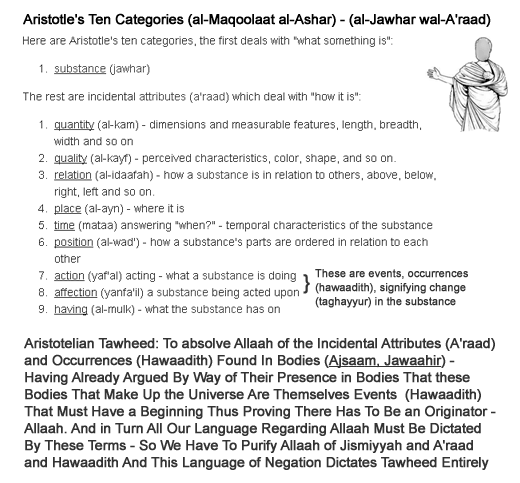 Aristotle's Ten Categories (al-Maqoolaat al-Ashar) - (al-Jawhar wal-A'raad)
Here are Aristotle's ten categories, the first deals with "what something is":
1. substance (jawhar)
The rest are incidental attributes (a'raad) which deal with "how it is":
1. quantity (al-kam) - dimensions and measurable features, length, breadth,
width and so on
2. quality (al-kayf) - perceived characteristics, color, shape, and so on.
3. relation (al-idaafah) - how a substance is in relation to others, above, below,
right, left and so on.
4. place (al-ayn) - where it is
5. time (mataa) answering "when?" - temporal characteristics of the substance
6. position (al-wad') - how a substance's parts are ordered in relation to each
other
7. action (yaf'al) acting - what a substance is doing
8. affection (yanfa'il) a substance being acted upon
} These are events, occurrences
(hawaadith), signifying change
(taghayyur) in the substance
9. having (al-mulk) - what the substance has on
Aristotelian Tawheed: To absolve Allaah of the Incidental Attributes (A'raad)
and Occurrences (Hawaadith) Found In Bodies (Ajsaam, Jawaahir) -
Having Already Argued By Way of Their Presence in Bodies That these
Bodies That Make Up the Universe Are Themselves Events (Hawaadith)
That Must Have a Beginning Thus Proving There Has To Be an Originator -
Allaah. And in Turn All Our Language Regarding Allaah Must Be Dictated
By These Terms - So We Have To Purify Allaah of Jismiyyah and A'raad
and Hawaadith And This Language of Negation Dictates Tawheed Entirely